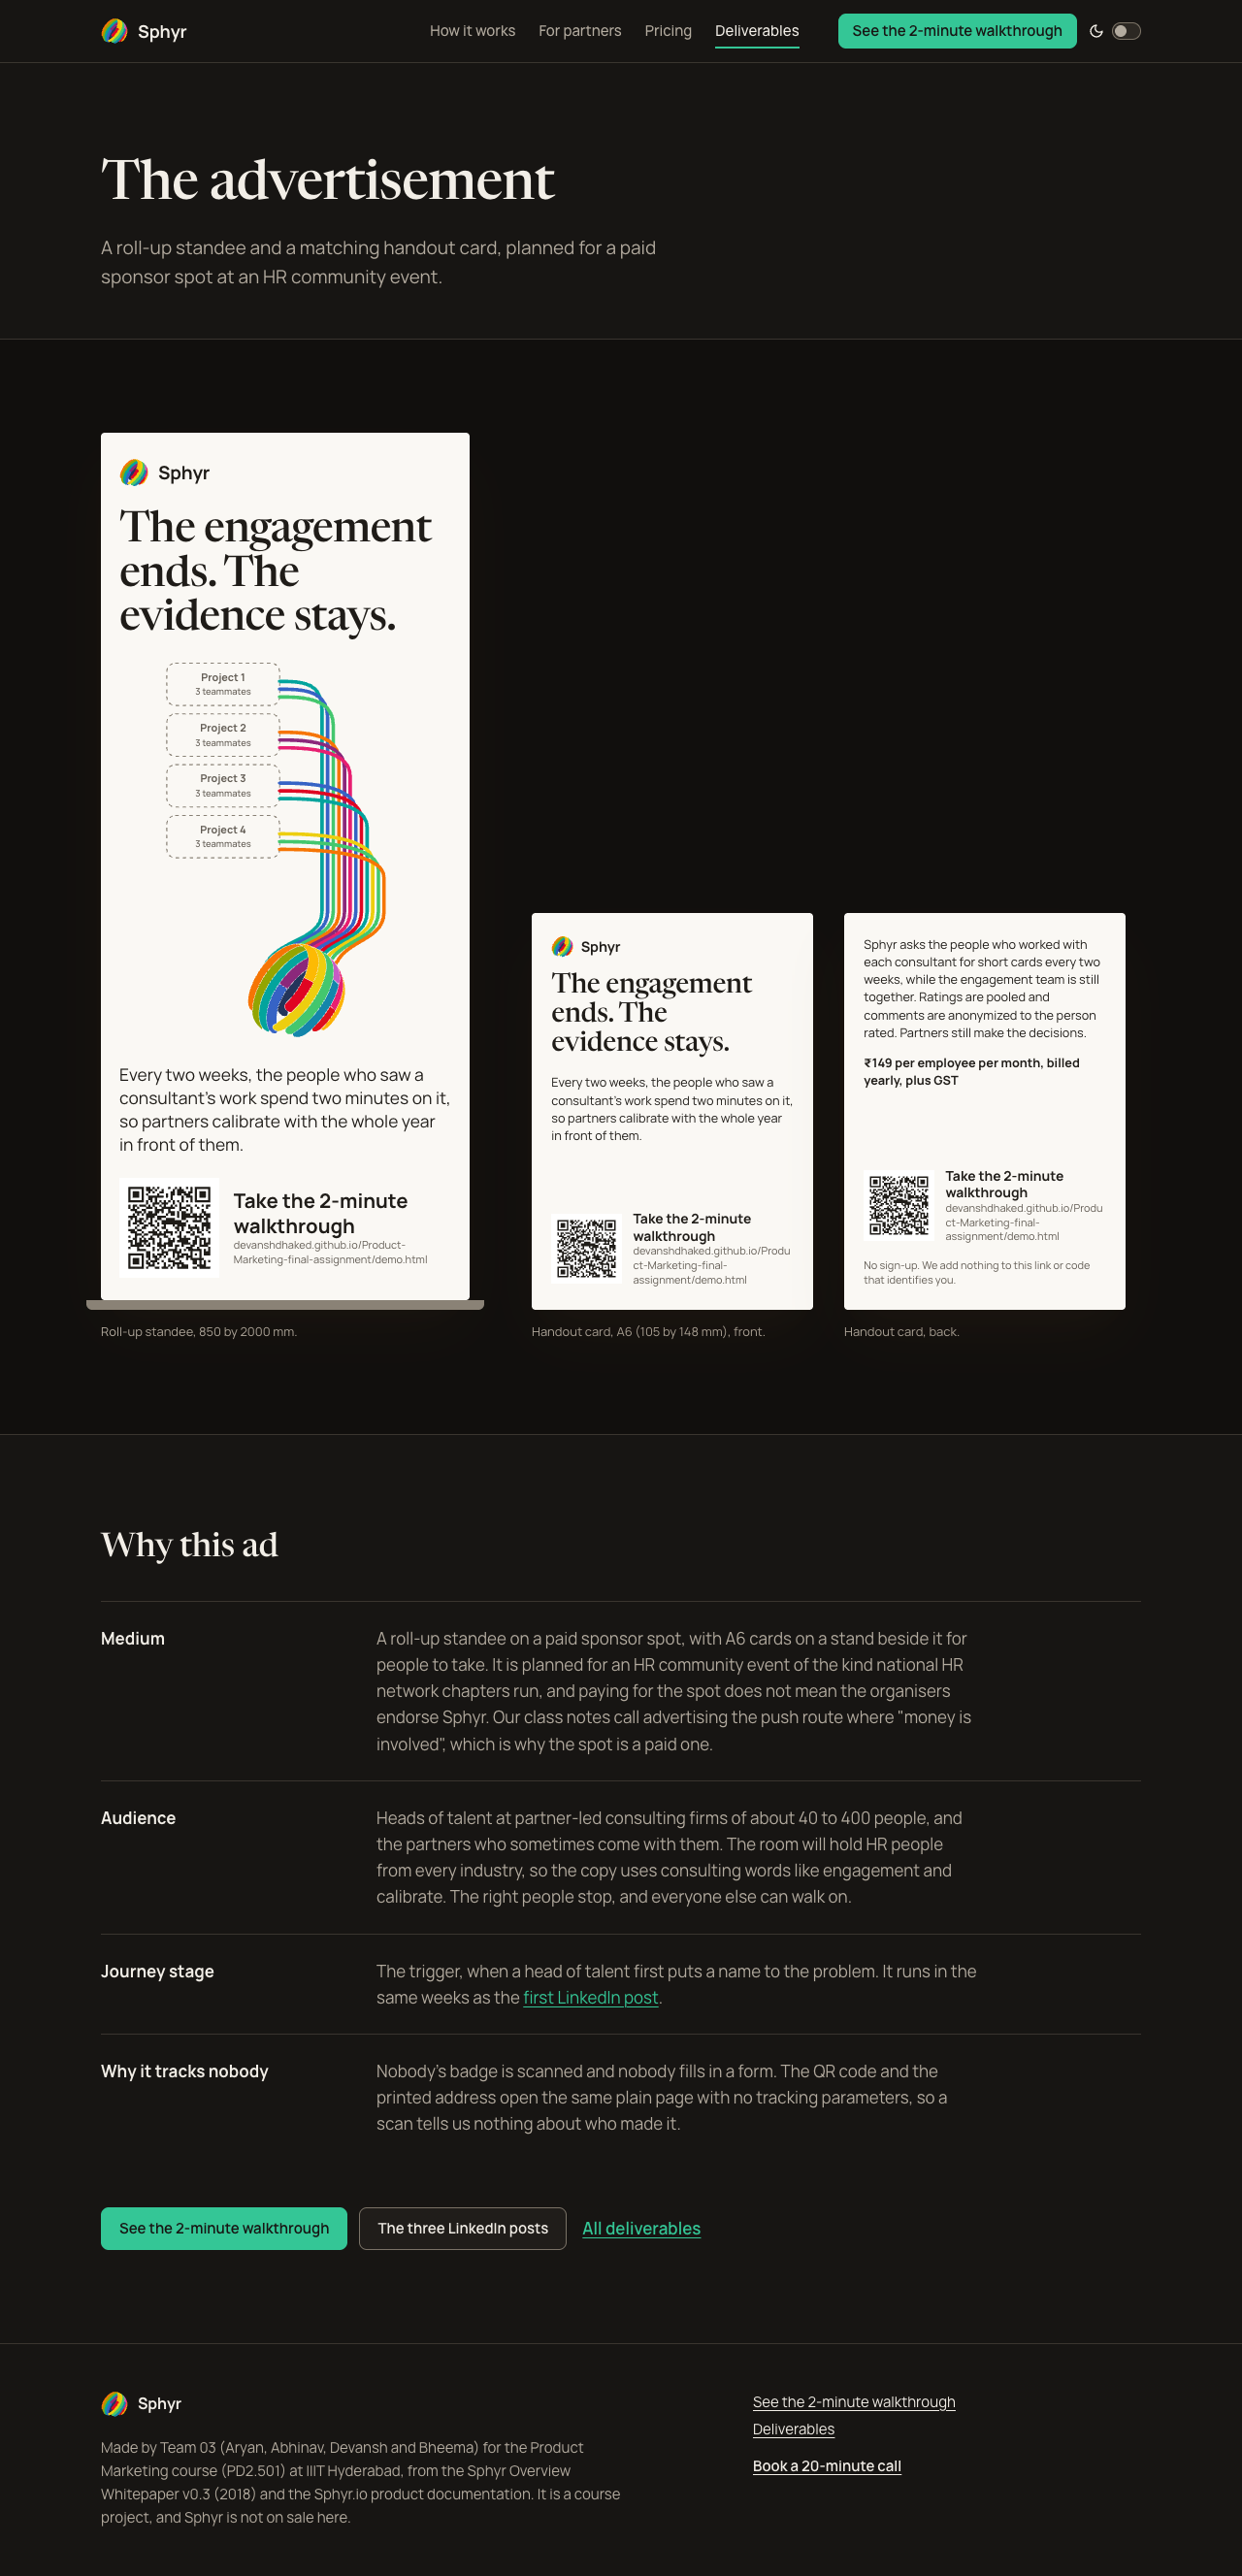 Sphyr
How it works
For partners
Pricing
Deliverables
See the 2-minute walkthrough
The advertisement
A roll-up standee and a matching handout card, planned for a paid
sponsor spot at an HR community event.
Sphyr
The engagement
ends. The
evidence stays.
Project 1
3 teammates
Project 2
3 teammates
Project 3
3 teammates
Project 4
3 teammates
Every two weeks, the people who saw a
consultant's work spend two minutes on it,
so partners calibrate with the whole year
in front of them.
Take the 2-minute
walkthrough
devanshdhaked.github.io/Product-
Marketing-final-assignment/demo.html
Roll-up standee, 850 by 2000 mm.
Sphyr
The engagement
ends. The
evidence stays.
Every two weeks, the people who saw a
consultant's work spend two minutes on it,
so partners calibrate with the whole year
in front of them.
Take the 2-minute
walkthrough
devanshdhaked.github.io/Produ
ct-Marketing-final-
assignment/demo.html
Handout card, A6 (105 by 148 mm), front.
Sphyr asks the people who worked with
each consultant for short cards every two
weeks, while the engagement team is still
together. Ratings are pooled and
comments are anonymized to the person
rated. Partners still make the decisions.
₹149 per employee per month, billed
yearly, plus GST
Take the 2-minute
walkthrough
devanshdhaked.github.io/Produ
ct-Marketing-final-
assignment/demo.html
No sign-up. We add nothing to this link or code
that identifies you.
Handout card, back.
Why this ad
Medium
A roll-up standee on a paid sponsor spot, with A6 cards on a stand beside it for
people to take. It is planned for an HR community event of the kind national HR
network chapters run, and paying for the spot does not mean the organisers
endorse Sphyr. Our class notes call advertising the push route where "money is
involved", which is why the spot is a paid one.
Audience
Heads of talent at partner-led consulting firms of about 40 to 400 people, and
the partners who sometimes come with them. The room will hold HR people
from every industry, so the copy uses consulting words like engagement and
calibrate. The right people stop, and everyone else can walk on.
Journey stage
The trigger, when a head of talent first puts a name to the problem. It runs in the
same weeks as the first LinkedIn post.
Why it tracks nobody
Nobody's badge is scanned and nobody fills in a form. The QR code and the
printed address open the same plain page with no tracking parameters, so a
scan tells us nothing about who made it.
See the 2-minute walkthrough
The three LinkedIn posts
All deliverables
Sphyr
Made by Team 03 (Aryan, Abhinav, Devansh and Bheema) for the Product
Marketing course (PD2.501) at IIIT Hyderabad, from the Sphyr Overview
Whitepaper v0.3 (2018) and the Sphyr.io product documentation. It is a course
project, and Sphyr is not on sale here.
See the 2-minute walkthrough
Deliverables
Book a 20-minute call